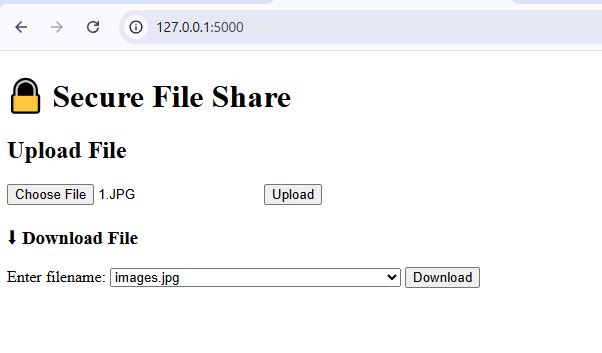 127.0.0.1:5000
🔒 Secure File Share
Upload File
Choose File 1.JPG Upload
⬇ Download File
Enter filename: images.jpg Download